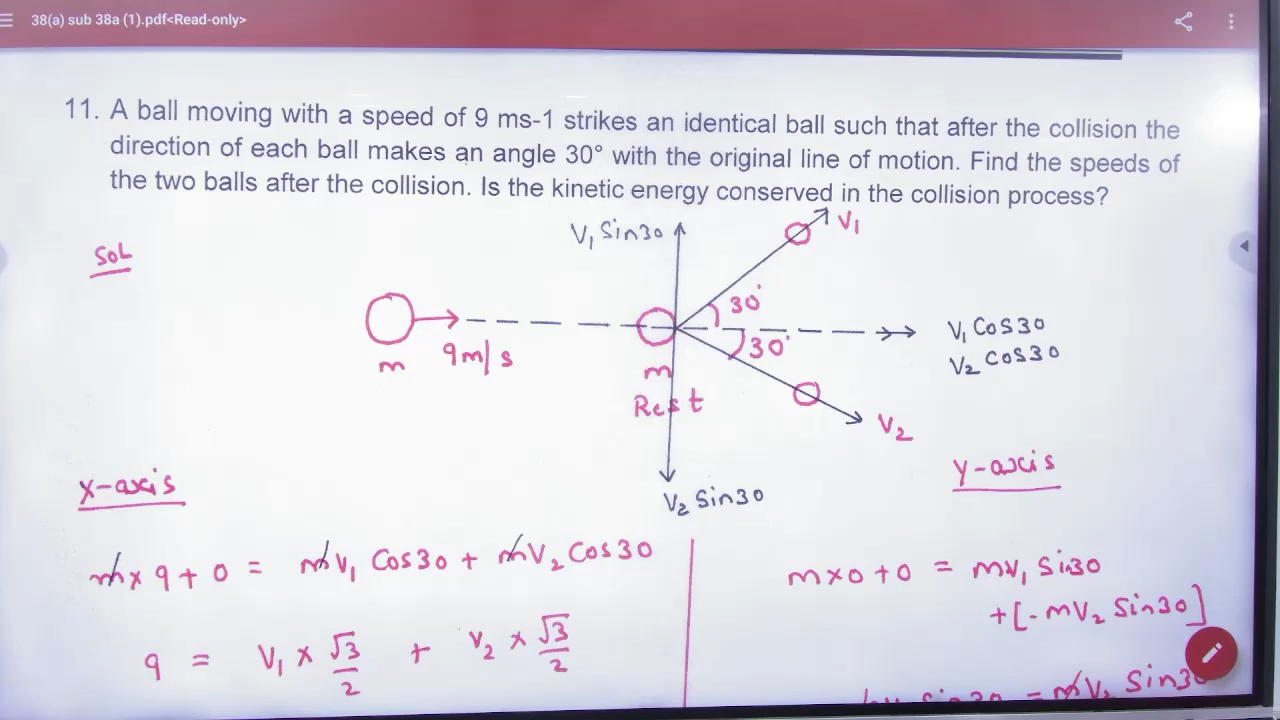 38(a) sub 38a (1).pdf<Read-only>
11. A ball moving with a speed of 9 ms-1 strikes an identical ball such that after the collision the
direction of each ball makes an angle 30° with the original line of motion. Find the speeds of
the two balls after the collision. Is the kinetic energy conserved in the collision process?
Sol
V₁ Sin30
V₁
30°
m
9m/s
m
Rest
30°
V₁ Cos30
V₂ Cos30
V₂
V₂ Sin30
X-axis
Y-axis
m x 9 + 0 = mV₁ Cos30 + mV₂ Cos30
9 = V₁ x √3/2 + V₂ x √3/2
m x 0 + 0 = mV₁ Sin30
+ [- mV₂ Sin30]
= mV₂ Sin30